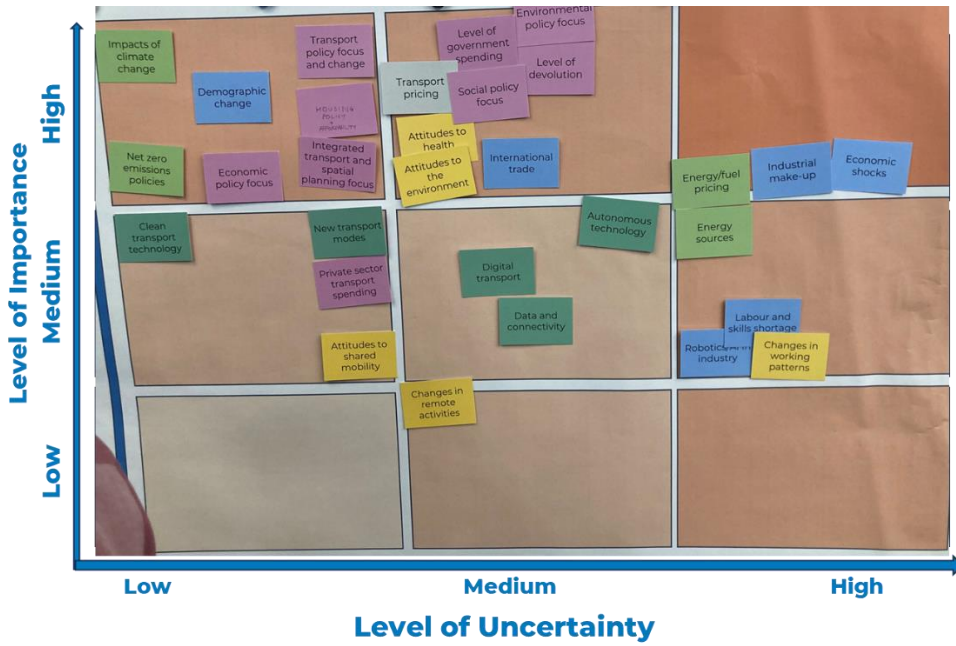 Environmental
policy focus
Impacts of
climate
change
Transport
policy focus
and change
Level of
government
spending
Level of
devolution
Demographic
change
Transport
pricing
Social policy
focus
HOUSING
POLICY
Attitudes to
health
Net zero
emissions
policies
Economic
policy focus
Integrated
transport and
spatial
planning focus
Attitudes to
the
environment
International
trade
Energy/fuel
pricing
Industrial
make-up
Economic
shocks
Clean
transport
technology
New transport
modes
Autonomous
technology
Energy
sources
Private sector
transport
spending
Digital
transport
Data and
connectivity
Labour and
skills shortage
Attitudes to
shared
mobility
Robotics
industry
Changes in
working
patterns
Changes in
remote
activities
Level of Importance
High
Medium
Low
Low
Medium
High
Level of Uncertainty